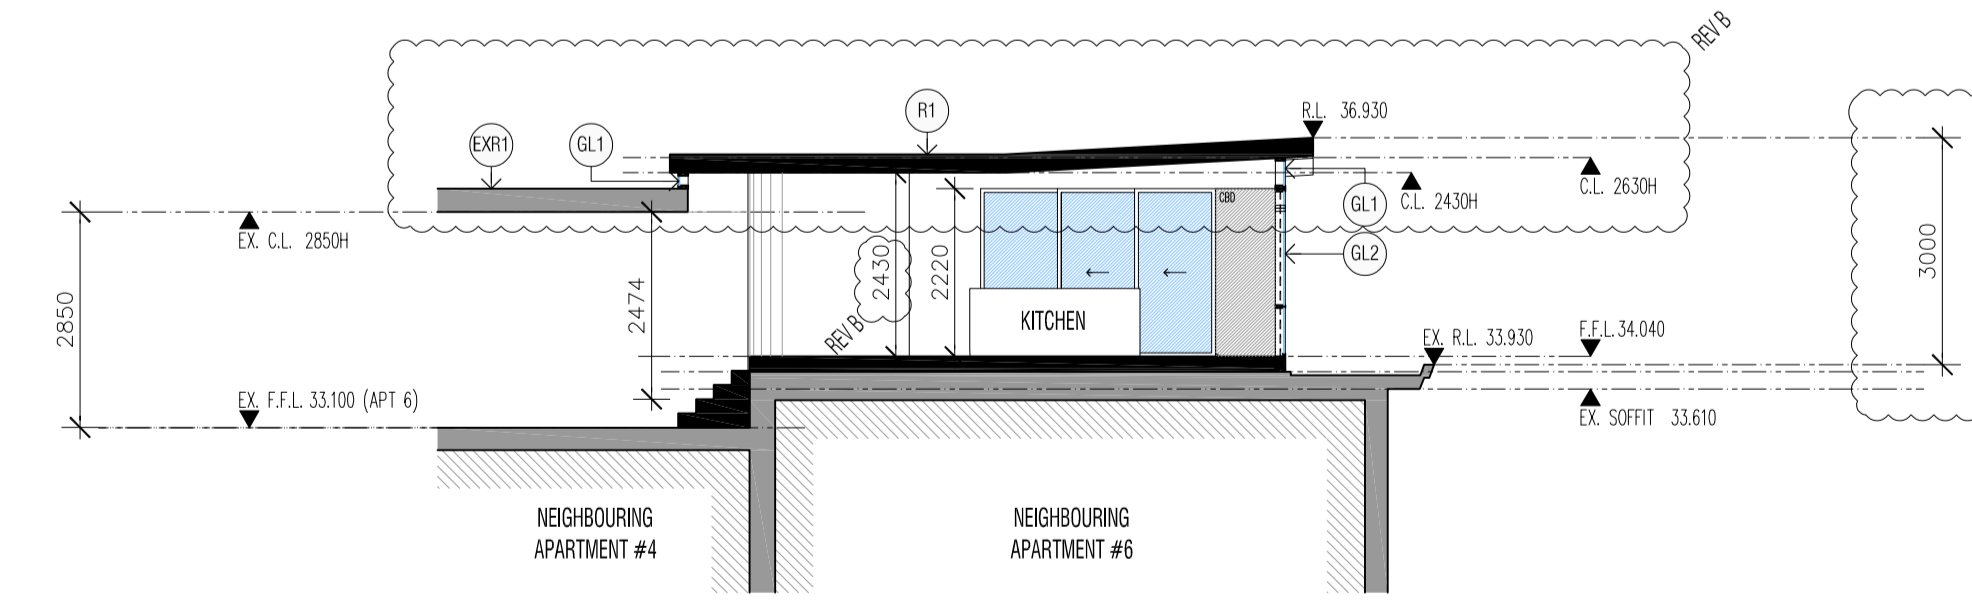 REV B
R1
R.L. 36.930
EXR1
GL1
C.L. 2630H
CBD
GL1
C.L. 2430H
EX. C.L. 2850H
GL2
3000
2430
2220
2474
2850
KITCHEN
REV B
F.F.L. 34.040
EX. R.L. 33.930
EX. F.F.L. 33.100 (APT 6)
EX. SOFFIT 33.610
NEIGHBOURING
APARTMENT #4
NEIGHBOURING
APARTMENT #6